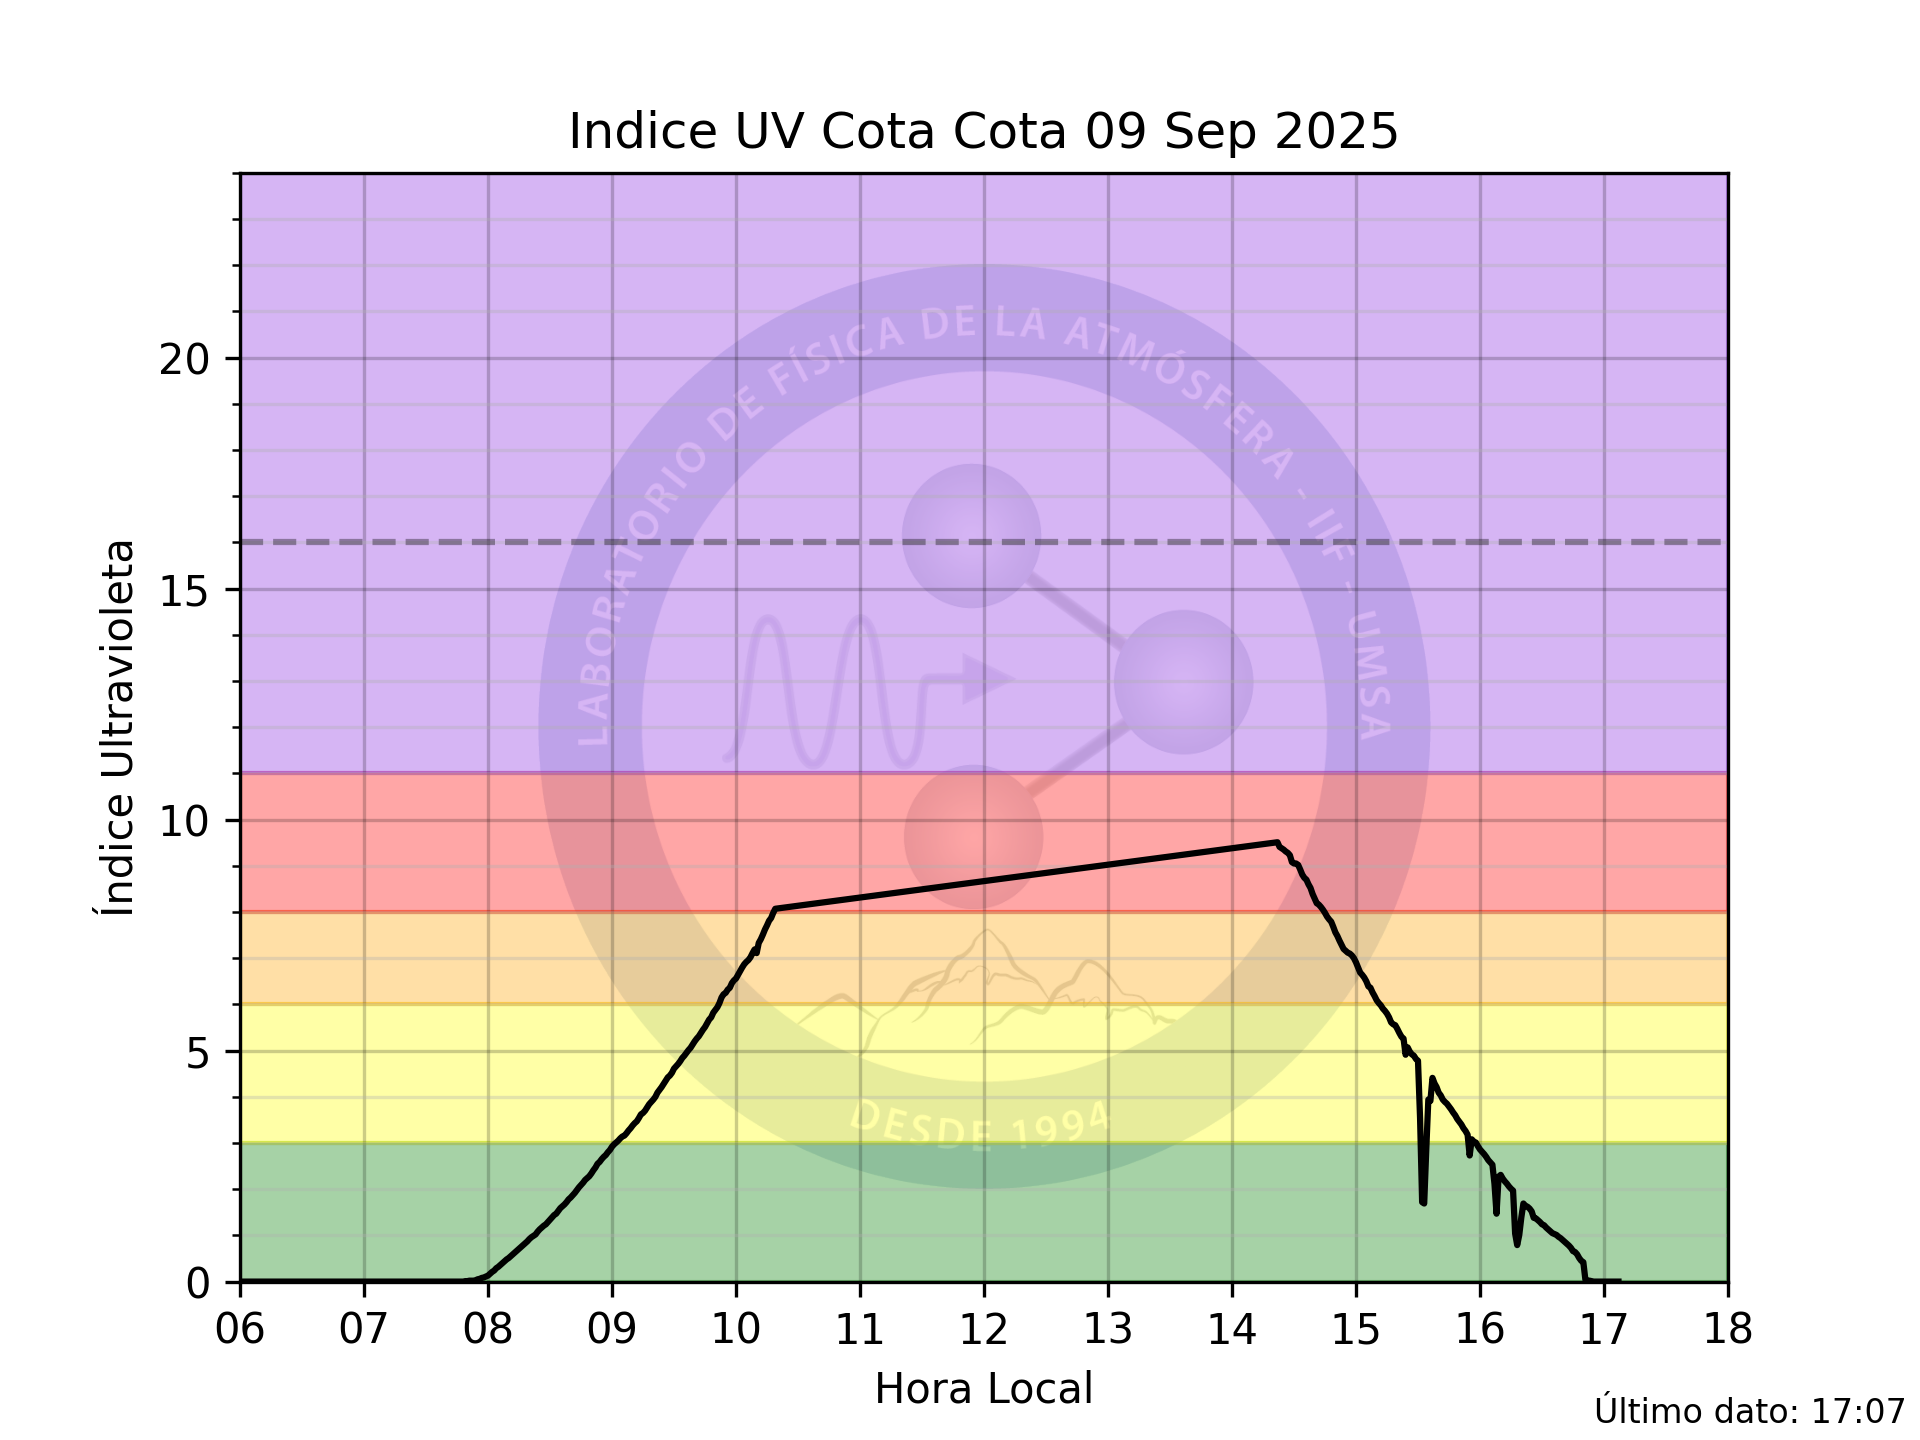 Indice UV Cota Cota 09 Sep 2025
Índice Ultravioleta
20
15
10
5
0
LABORATORIO DE FÍSICA DE LA ATMÓSFERA - IIF - UMSA
DESDE 1994
06 07 08 09 10 11 12 13 14 15 16 17 18
Hora Local
Último dato: 17:07